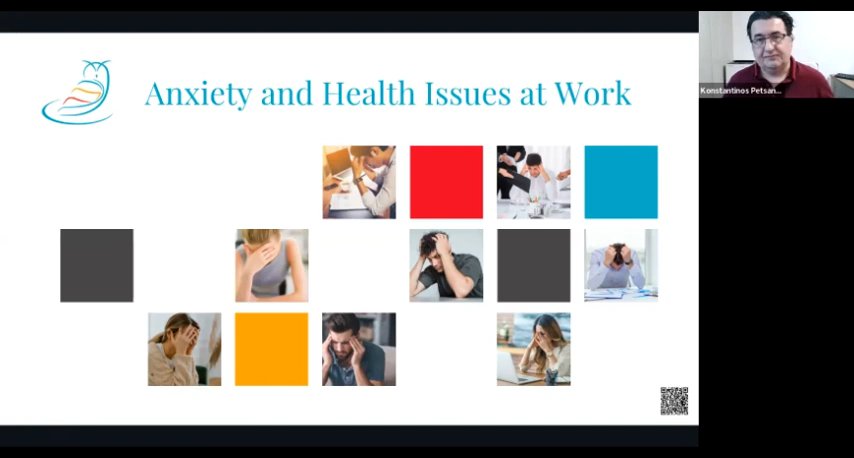 Anxiety and Health Issues at Work
Konstantinos Petsan...